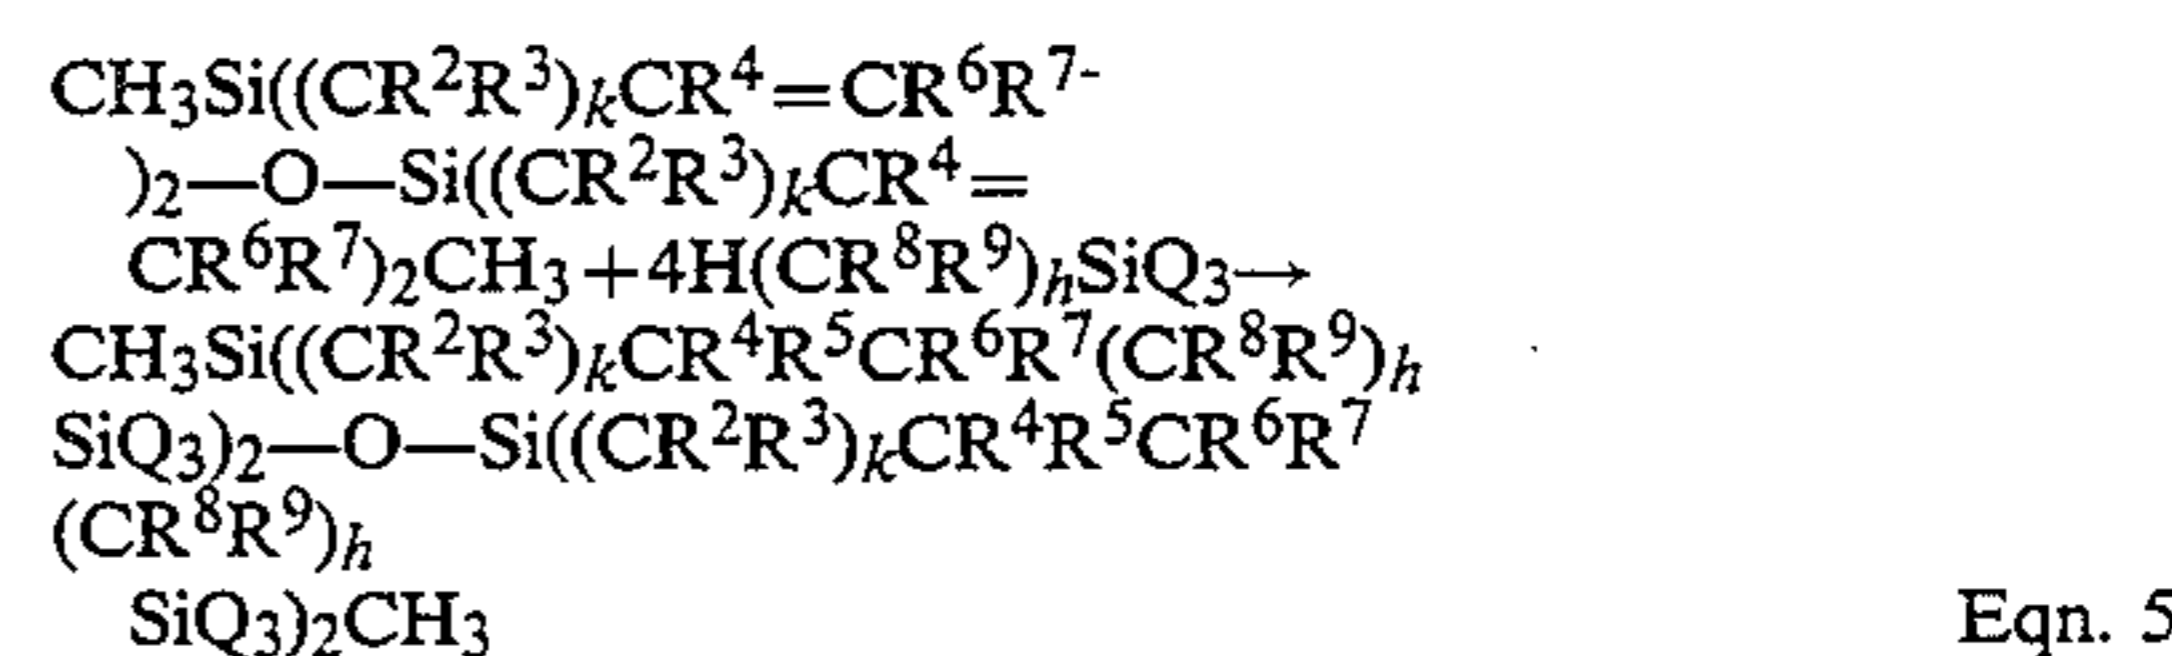 CH₃Si((CR²R³)ₖCR⁴=CR⁶R⁷-
)₂—O—Si((CR²R³)ₖCR⁴=
CR⁶R⁷)₂CH₃+4H(CR⁸R⁹)ₕSiQ₃→
CH₃Si((CR²R³)ₖCR⁴R⁵CR⁶R⁷(CR⁸R⁹)ₕ
SiQ₃)₂—O—Si((CR²R³)ₖCR⁴R⁵CR⁶R⁷
(CR⁸R⁹)ₕ
SiQ₃)₂CH₃ Eqn. 5